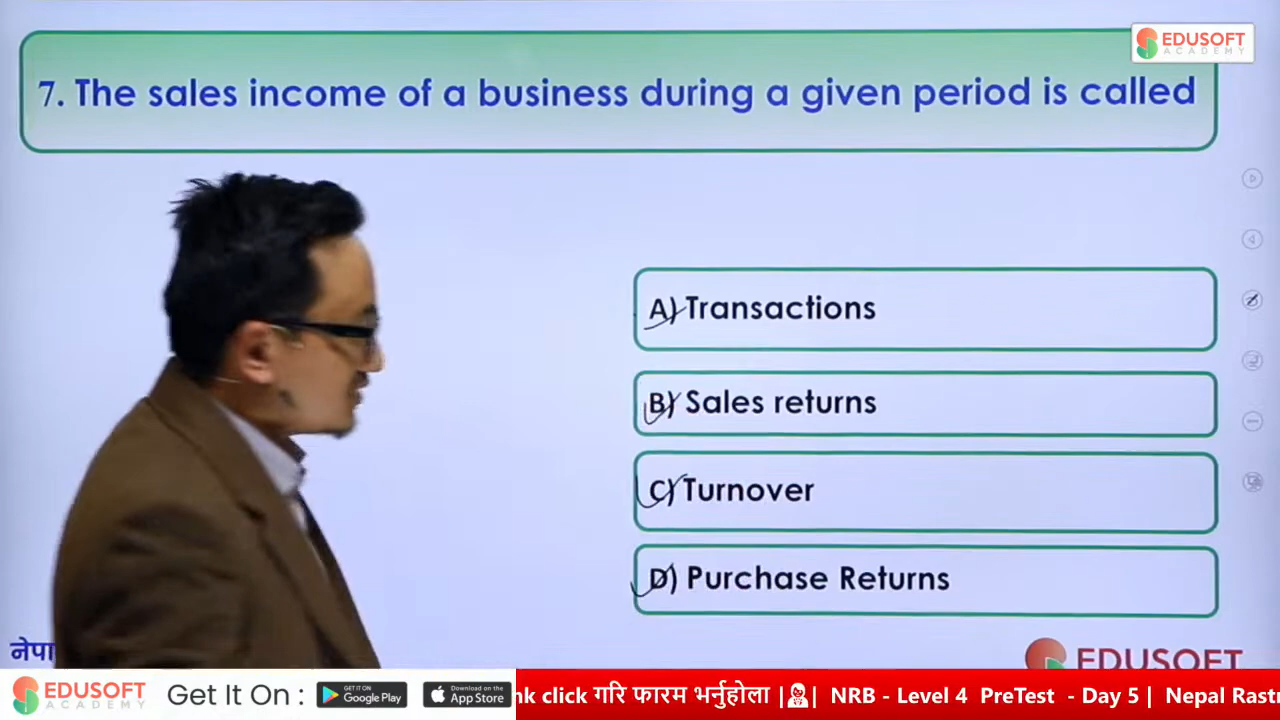 EDUSOFT
ACADEMY
7. The sales income of a business during a given period is called
A) Transactions
B) Sales returns
C) Turnover
D) Purchase Returns
नेपा
EDUSOFT
EDUSOFT
ACADEMY
Get It On :
GET IT ON
Google Play
Download on the
App Store
click गरि फारम भर्नुहोला | | NRB - Level 4 PreTest - Day 5 | Nepal